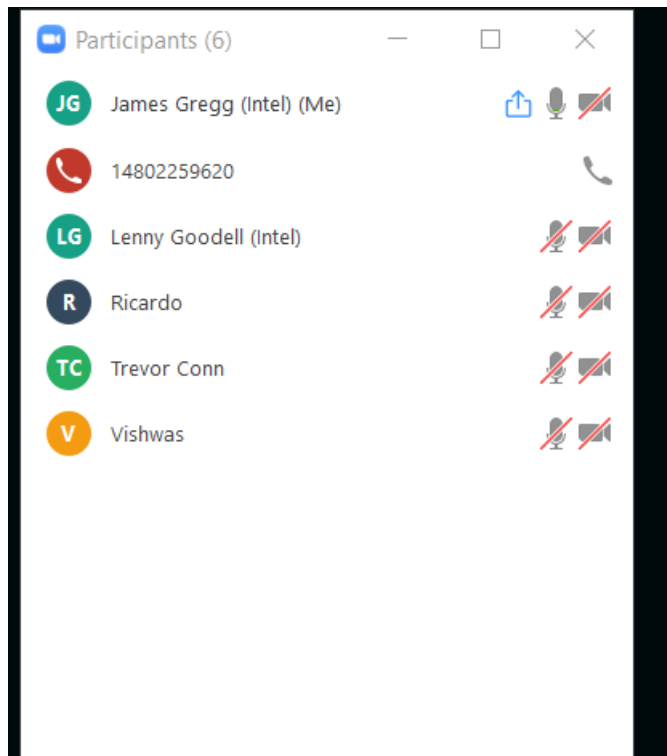 Participants (6)
JG James Gregg (Intel) (Me)
14802259620
LG Lenny Goodell (Intel)
R Ricardo
TC Trevor Conn
V Vishwas